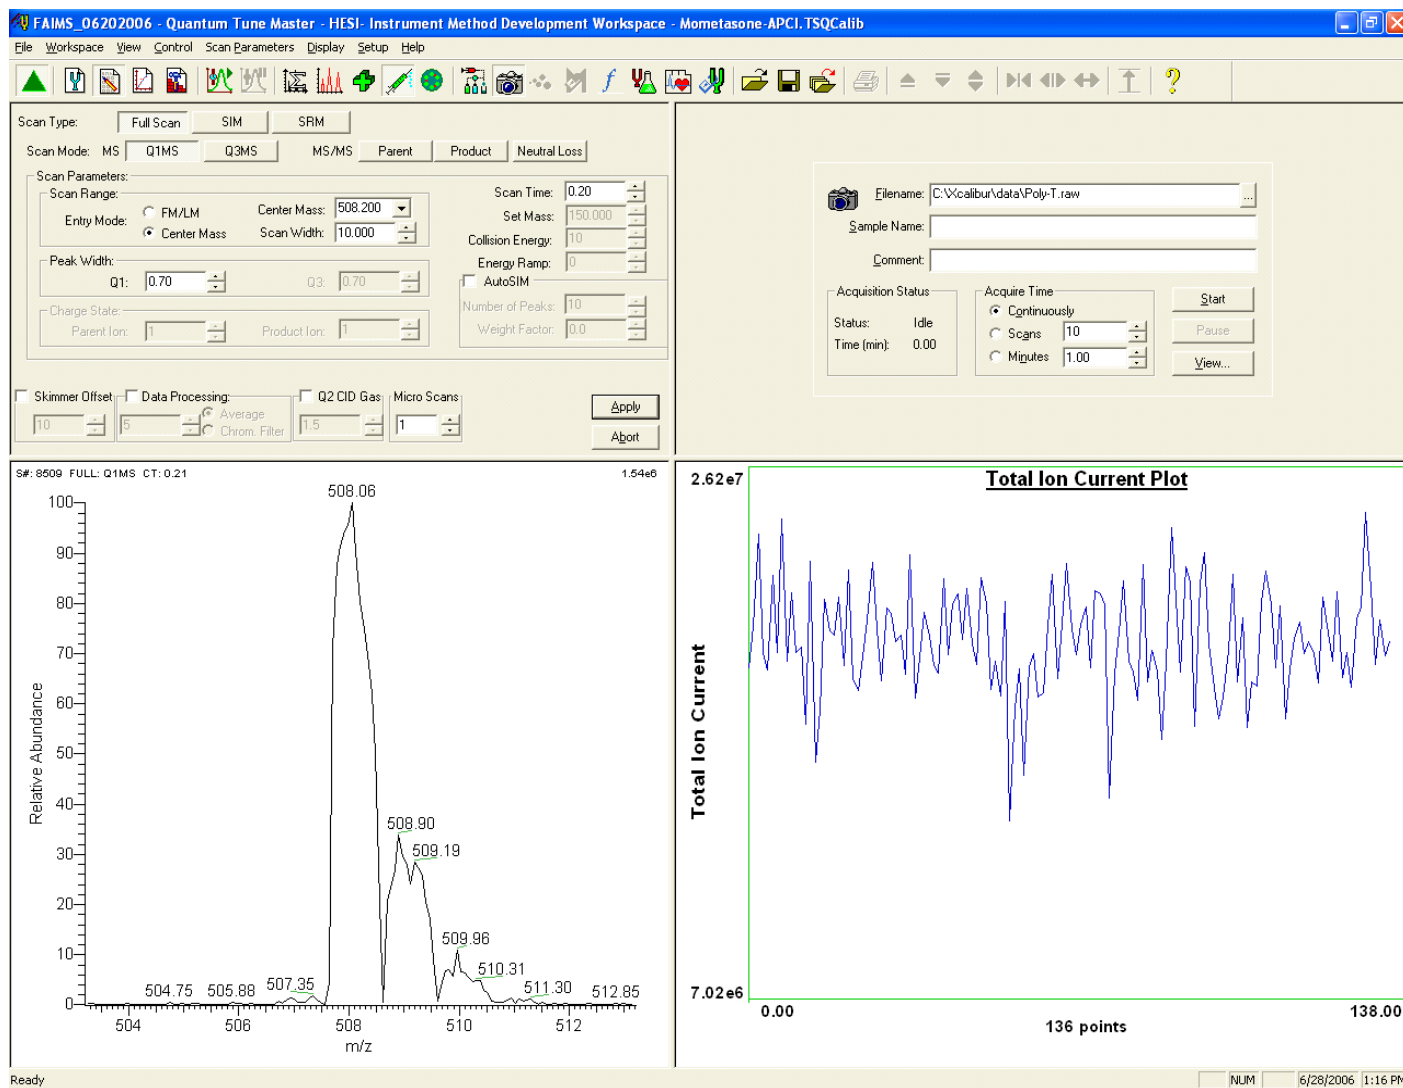 FAIMS_06202006 - Quantum Tune Master - HESI- Instrument Method Development Workspace - Mometasone-APCI.TSQCalib
File Workspace View Control Scan Parameters Display Setup Help
Scan Type: Full Scan SIM SRM
Scan Mode: MS Q1MS Q3MS MS/MS Parent Product Neutral Loss
Scan Parameters:
Scan Range:
Entry Mode: FM/LM Center Mass
Center Mass: 508.200
Scan Width: 10.000
Peak Width:
Q1: 0.70 Q3: 0.70
Charge State:
Parent Ion: 1 Product Ion: 1
Scan Time: 0.20
Set Mass: 150.000
Collision Energy: 10
Energy Ramp: 0
AutoSIM
Number of Peaks: 10
Weight Factor: 0.0
Skimmer Offset
10
Data Processing:
5
Average
Chrom. Filter
Q2 CID Gas
1.5
Micro Scans
1
Apply
Abort
Filename: C:\Xcalibur\data\Poly-T.raw ...
Sample Name:
Comment:
Acquisition Status
Status: Idle
Time (min): 0.00
Acquire Time
Continuously
Scans 10
Minutes 1.00
Start
Pause
View...
S#: 8509 FULL: Q1MS CT: 0.21 1.54e6
508.06
508.90
509.19
509.96
510.31
511.30
512.85
507.35
505.88
504.75
100
90
80
70
60
50
40
30
20
10
0
Relative Abundance
504 506 508 510 512
m/z
Total Ion Current Plot
2.62e7
Total Ion Current
7.02e6
0.00 138.00
136 points
Ready NUM 6/28/2006 1:16 PM